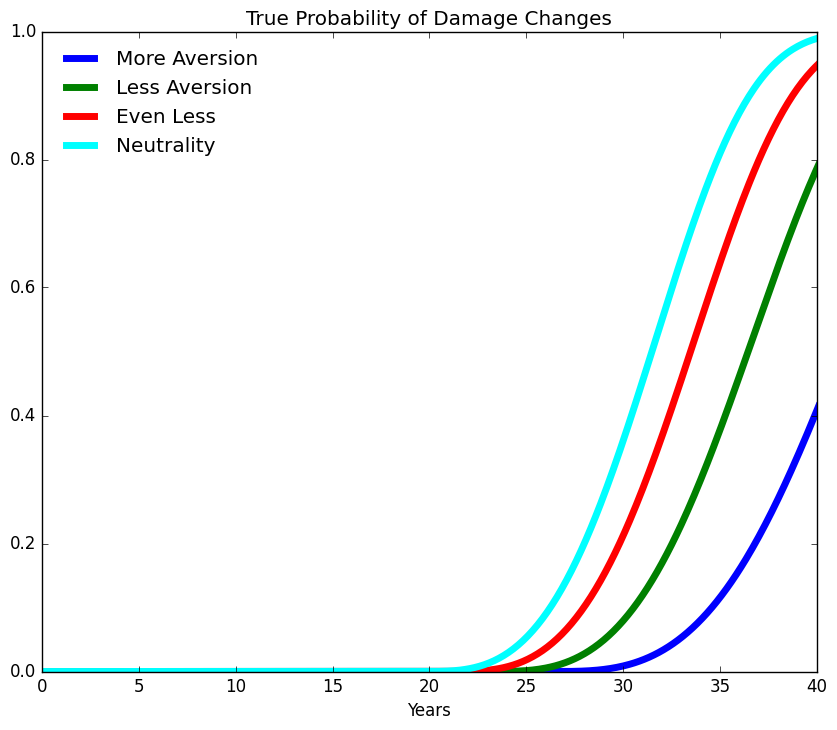 True Probability of Damage Changes
1.0
More Aversion
Less Aversion
Even Less
Neutrality
0.8
0.6
0.4
0.2
0.0
0 5 10 15 20 25 30 35 40
Years